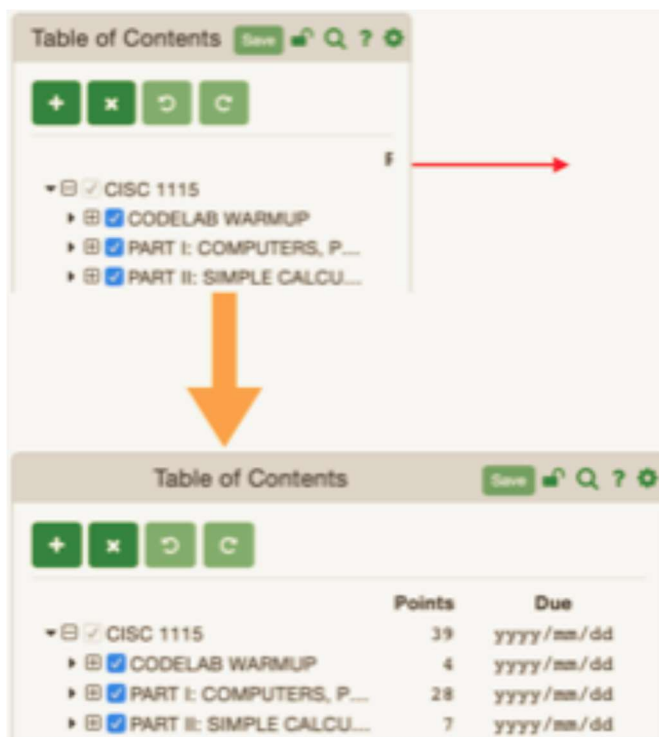 Table of Contents Save ?
F
CISC 1115
CODELAB WARMUP
PART I: COMPUTERS, P....
PART II: SIMPLE CALCU....
Table of Contents Save ?
Points Due
CISC 1115 39 yyyy/mm/dd
CODELAB WARMUP 4 yyyy/mm/dd
PART I: COMPUTERS, P.... 28 yyyy/mm/dd
PART II: SIMPLE CALCU.... 7 yyyy/mm/dd